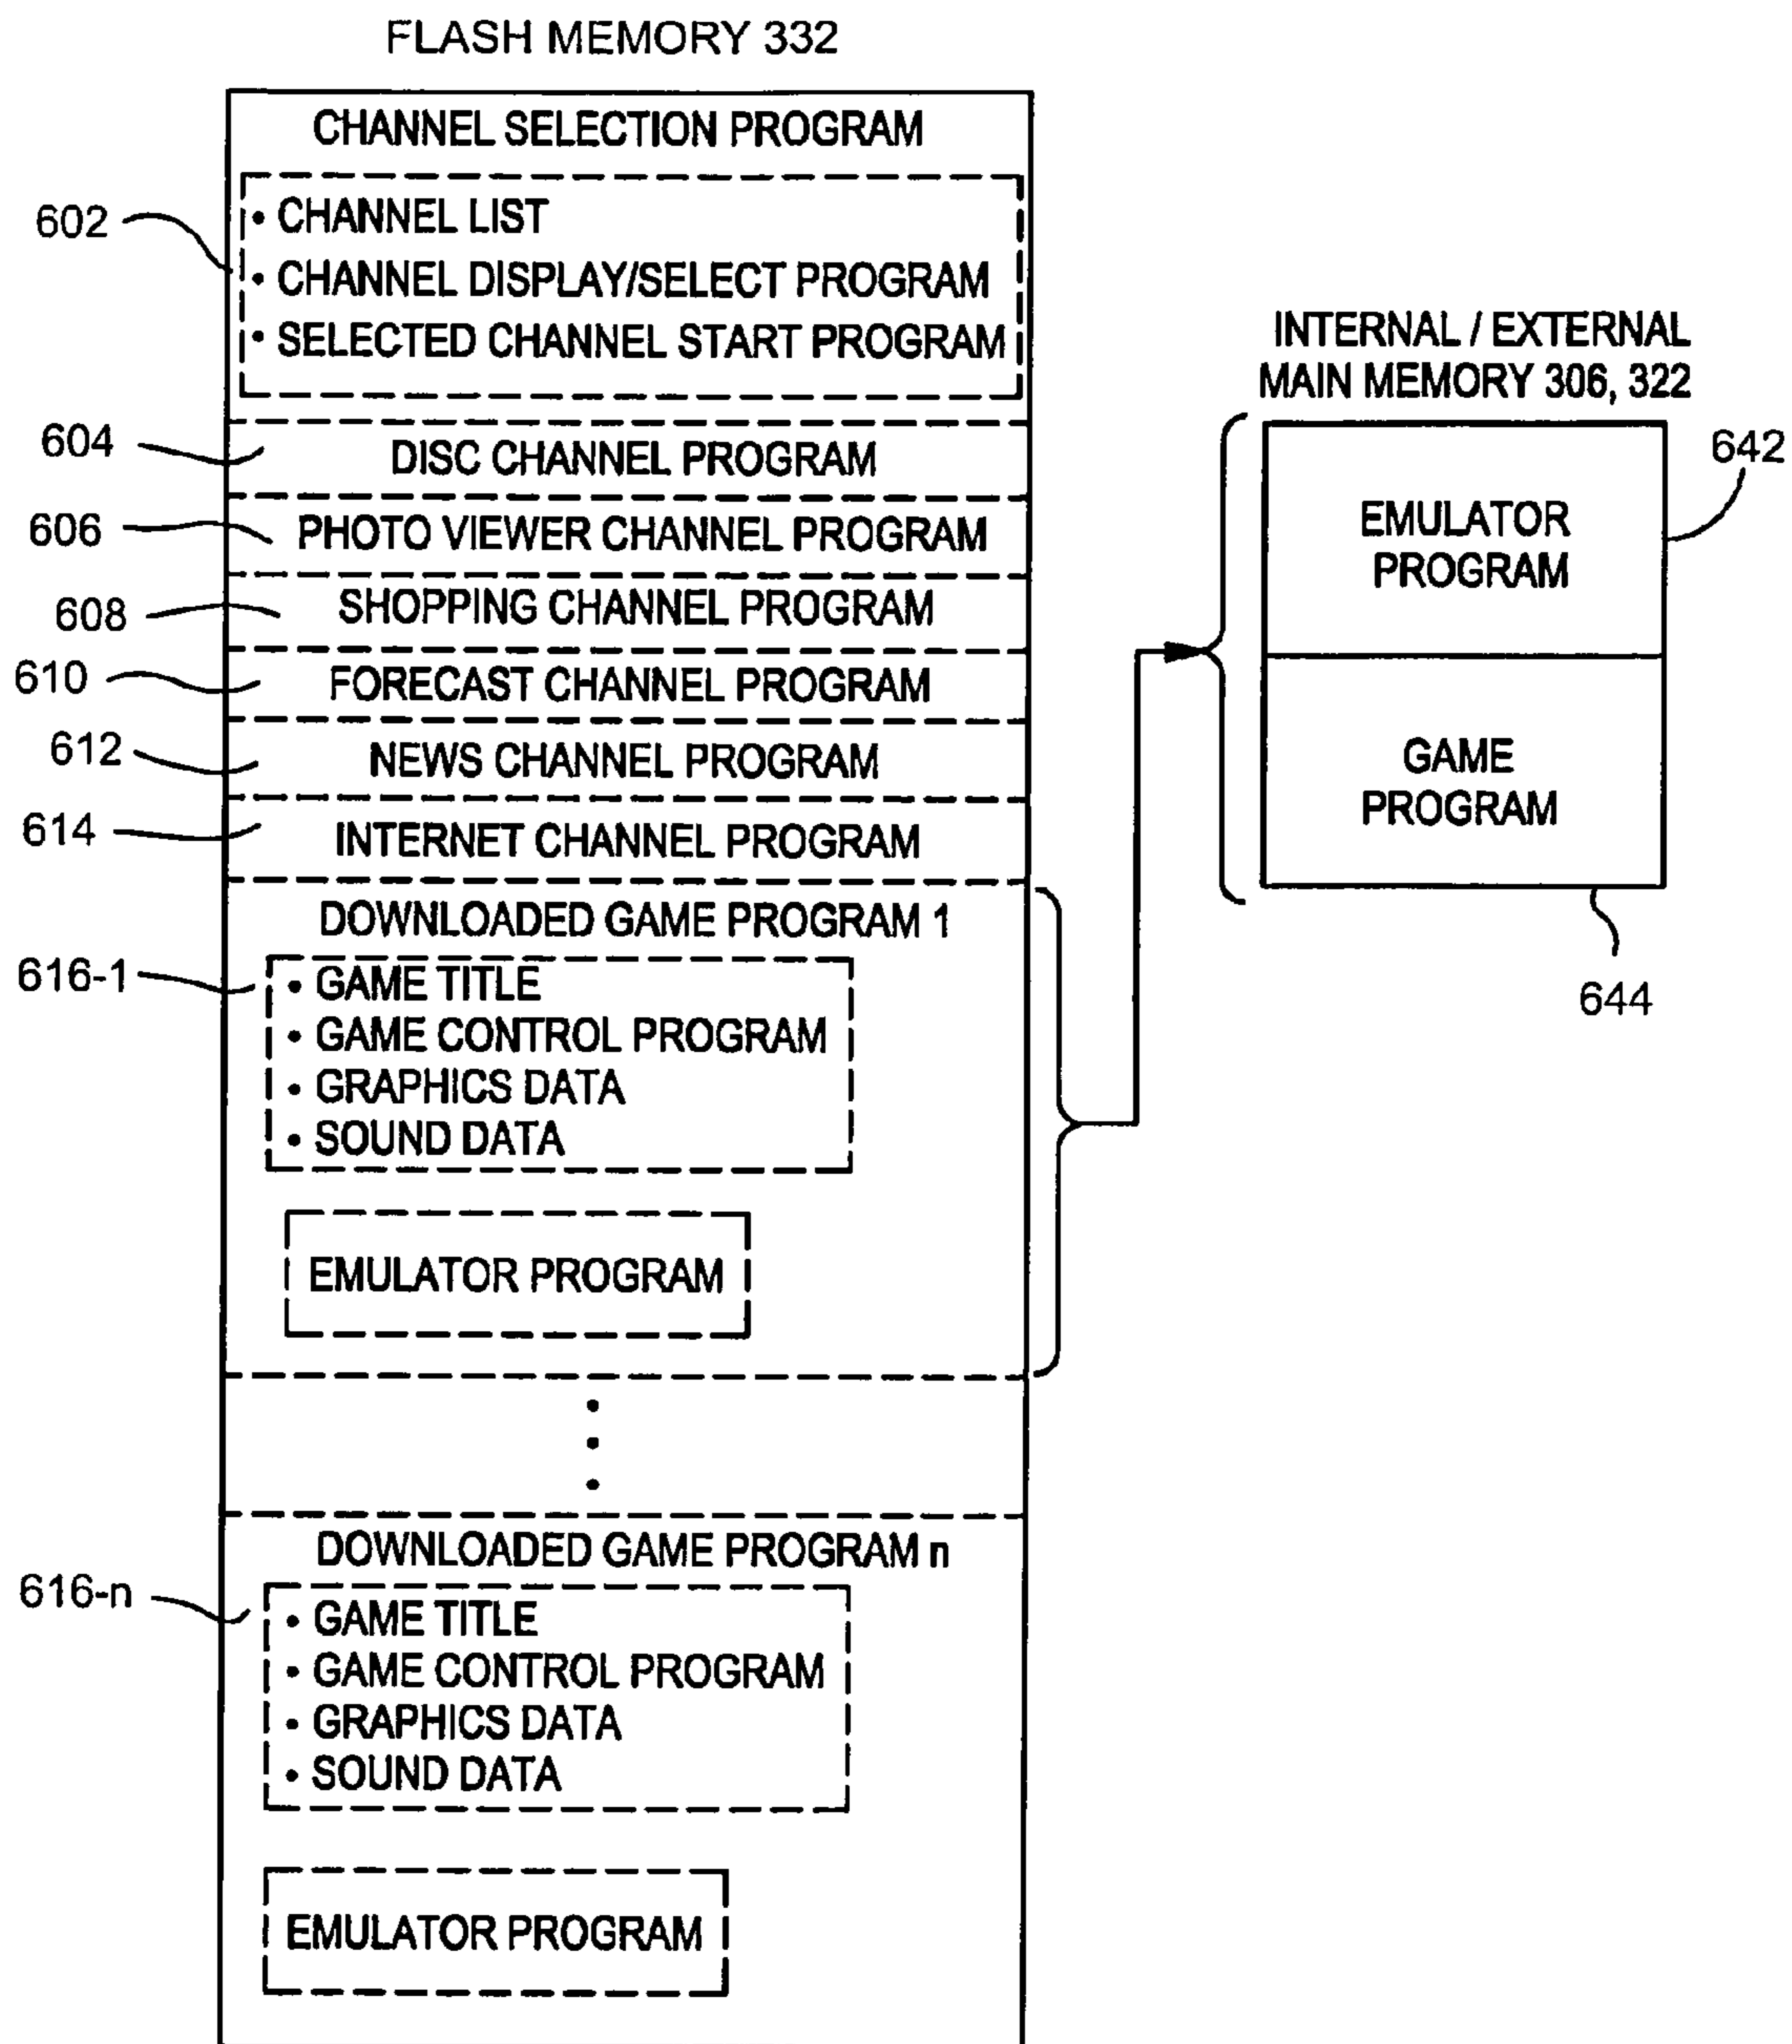 FLASH MEMORY 332
CHANNEL SELECTION PROGRAM
602
• CHANNEL LIST
• CHANNEL DISPLAY/SELECT PROGRAM
• SELECTED CHANNEL START PROGRAM
604
DISC CHANNEL PROGRAM
606
PHOTO VIEWER CHANNEL PROGRAM
608
SHOPPING CHANNEL PROGRAM
610
FORECAST CHANNEL PROGRAM
612
NEWS CHANNEL PROGRAM
614
INTERNET CHANNEL PROGRAM
DOWNLOADED GAME PROGRAM 1
616-1
• GAME TITLE
• GAME CONTROL PROGRAM
• GRAPHICS DATA
• SOUND DATA
EMULATOR PROGRAM
DOWNLOADED GAME PROGRAM n
616-n
• GAME TITLE
• GAME CONTROL PROGRAM
• GRAPHICS DATA
• SOUND DATA
EMULATOR PROGRAM
INTERNAL / EXTERNAL
MAIN MEMORY 306, 322
642
EMULATOR
PROGRAM
GAME
PROGRAM
644